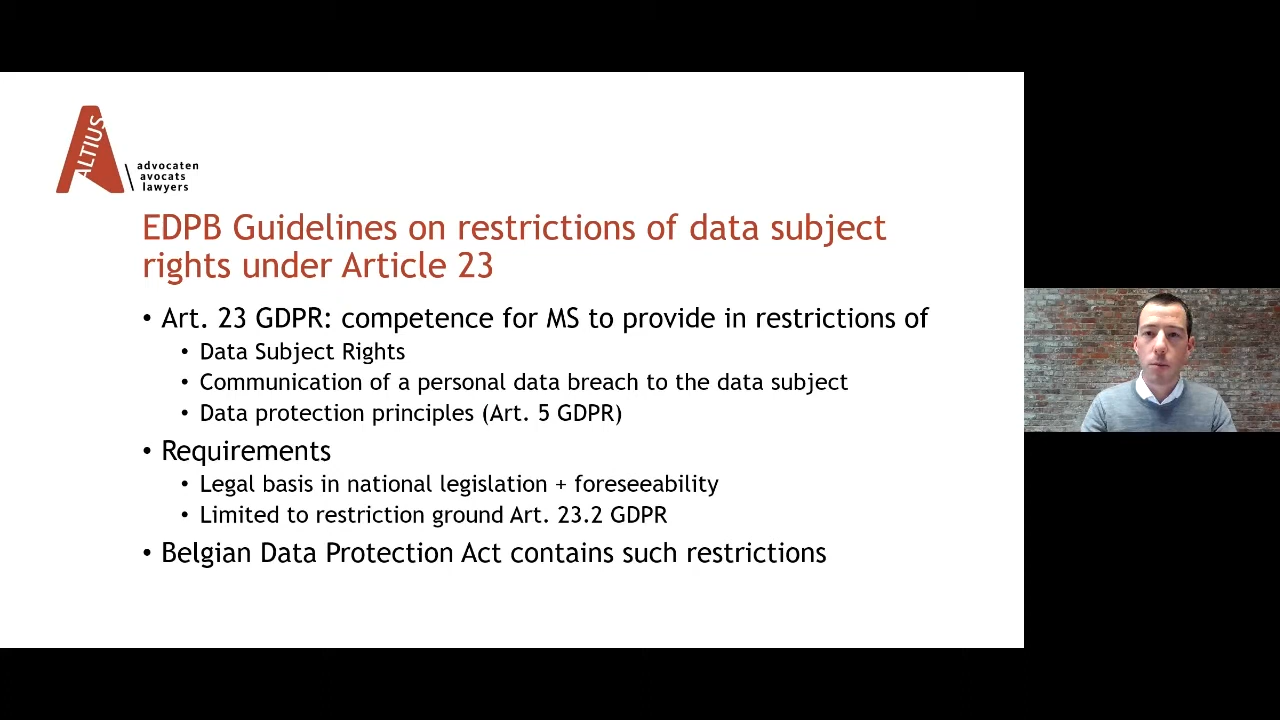 ALTIUS
advocaten
avocats
lawyers
EDPB Guidelines on restrictions of data subject
rights under Article 23
• Art. 23 GDPR: competence for MS to provide in restrictions of
• Data Subject Rights
• Communication of a personal data breach to the data subject
• Data protection principles (Art. 5 GDPR)
• Requirements
• Legal basis in national legislation + foreseeability
• Limited to restriction ground Art. 23.2 GDPR
• Belgian Data Protection Act contains such restrictions